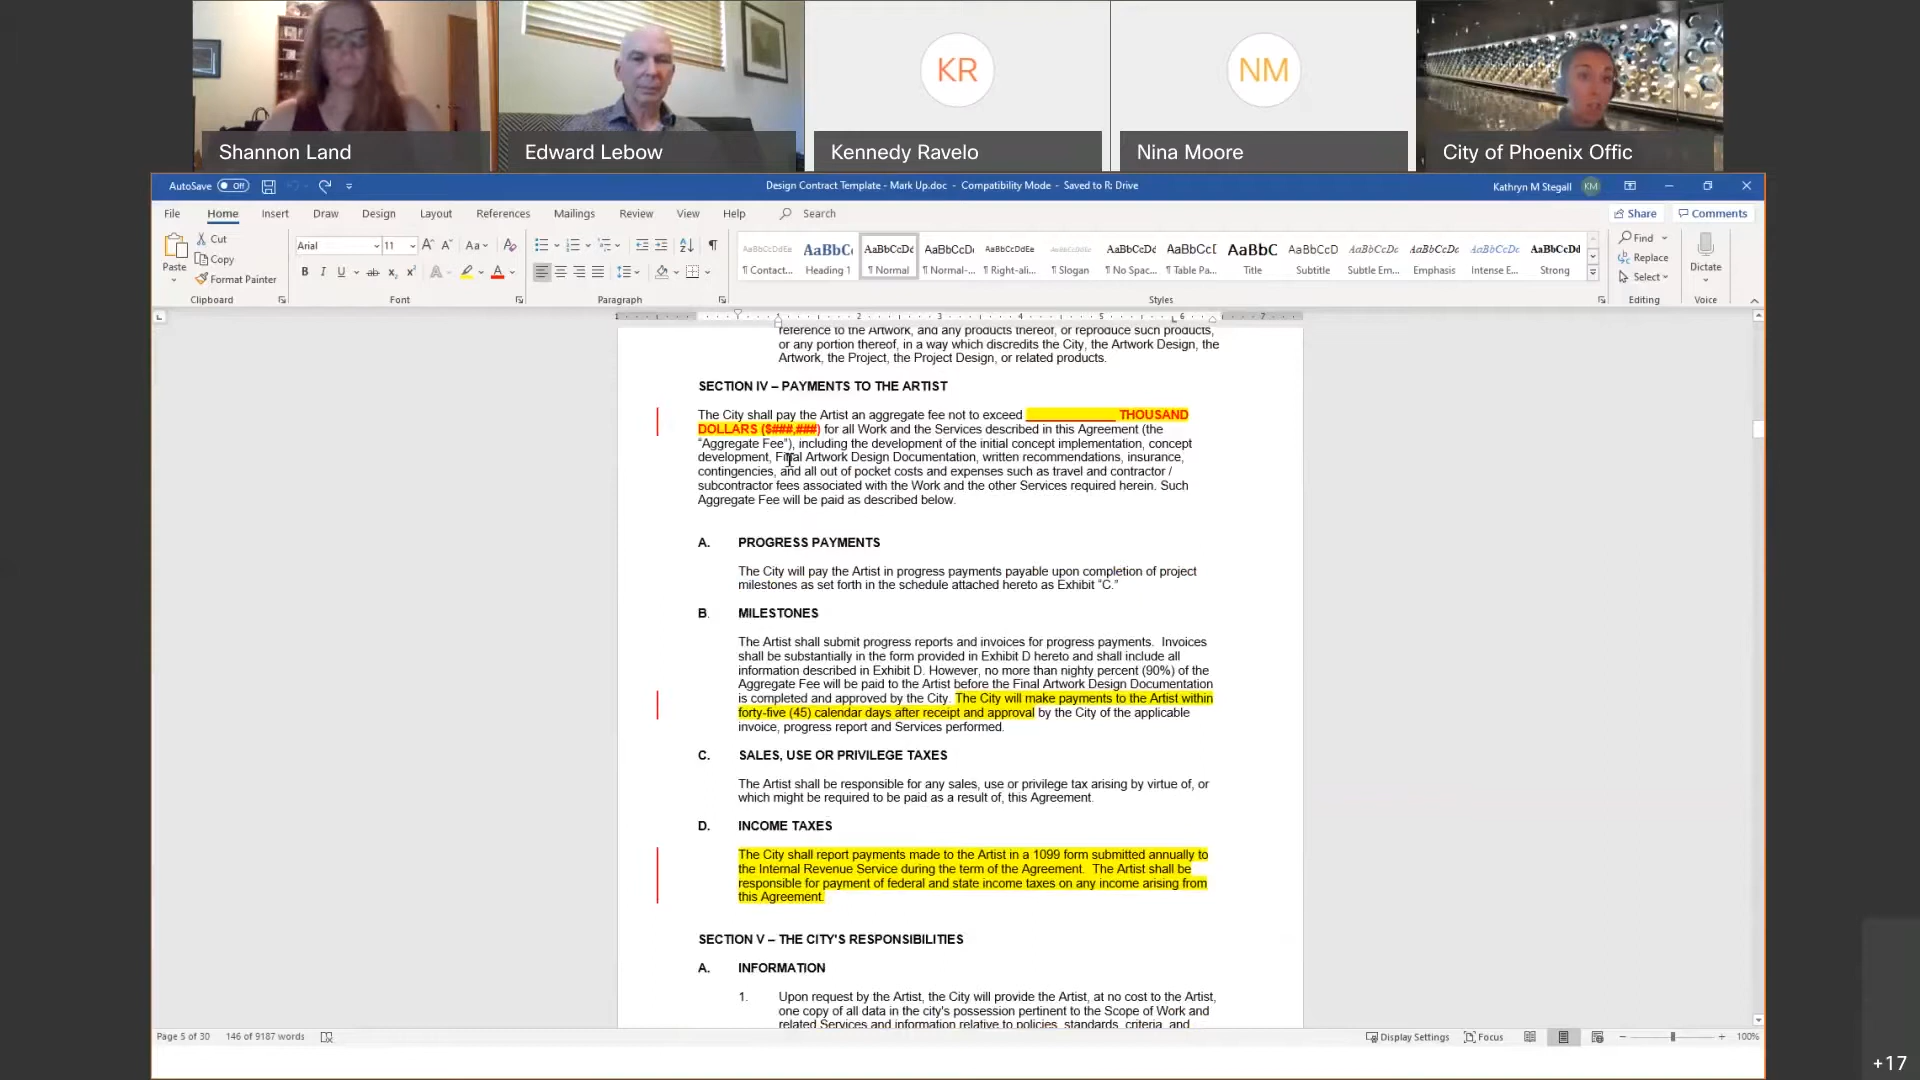 KR
NM
Shannon Land
Edward Lebow
Kennedy Ravelo
Nina Moore
City of Phoenix Offic
AutoSave Off
Design Contract Template - Mark Up.doc - Compatibility Mode - Saved to R: Drive
Kathryn M Stegall KM
File Home Insert Draw Design Layout References Mailings Review View Help Search
Share Comments
Paste
Cut
Copy
Format Painter
Clipboard
Arial 11
Font
Paragraph
AaBbCcDdEe AaBbC AaBbCcDd AaBbCcD AaBbCcDdEe AaBbCcDdEe AaBbCcDd AaBbC AaBbC AaBbCcD AaBbCcDc AaBbCcDc AaBbCcDc AaBbCcDd
¶ Contact... Heading 1 ¶ Normal ¶ Normal-... ¶ Right-ali... ¶ Slogan ¶ No Spac... ¶ Table Pa... Title Subtitle Subtle Em... Emphasis Intense E... Strong
Styles
Find
Replace
Select
Editing
Dictate
Voice
1 1 2 3 4 5 6 7
reference to the Artwork, and any products thereof, or reproduce such products,
or any portion thereof, in a way which discredits the City, the Artwork Design, the
Artwork, the Project, the Project Design, or related products.
SECTION IV – PAYMENTS TO THE ARTIST
The City shall pay the Artist an aggregate fee not to exceed _____________ THOUSAND
DOLLARS ($###,###) for all Work and the Services described in this Agreement (the
“Aggregate Fee”), including the development of the initial concept implementation, concept
development, Final Artwork Design Documentation, written recommendations, insurance,
contingencies, and all out of pocket costs and expenses such as travel and contractor /
subcontractor fees associated with the Work and the other Services required herein. Such
Aggregate Fee will be paid as described below.
A. PROGRESS PAYMENTS
The City will pay the Artist in progress payments payable upon completion of project
milestones as set forth in the schedule attached hereto as Exhibit “C.”
B. MILESTONES
The Artist shall submit progress reports and invoices for progress payments. Invoices
shall be substantially in the form provided in Exhibit D hereto and shall include all
information described in Exhibit D. However, no more than nighty percent (90%) of the
Aggregate Fee will be paid to the Artist before the Final Artwork Design Documentation
is completed and approved by the City. The City will make payments to the Artist within
forty-five (45) calendar days after receipt and approval by the City of the applicable
invoice, progress report and Services performed.
C. SALES, USE OR PRIVILEGE TAXES
The Artist shall be responsible for any sales, use or privilege tax arising by virtue of, or
which might be required to be paid as a result of, this Agreement.
D. INCOME TAXES
The City shall report payments made to the Artist in a 1099 form submitted annually to
the Internal Revenue Service during the term of the Agreement. The Artist shall be
responsible for payment of federal and state income taxes on any income arising from
this Agreement.
SECTION V – THE CITY'S RESPONSIBILITIES
A. INFORMATION
1. Upon request by the Artist, the City will provide the Artist, at no cost to the Artist,
one copy of all data in the city's possession pertinent to the Scope of Work and
related Services and information relative to policies, standards, criteria, and
Page 5 of 30 146 of 9187 words
Display Settings Focus 100%
+17